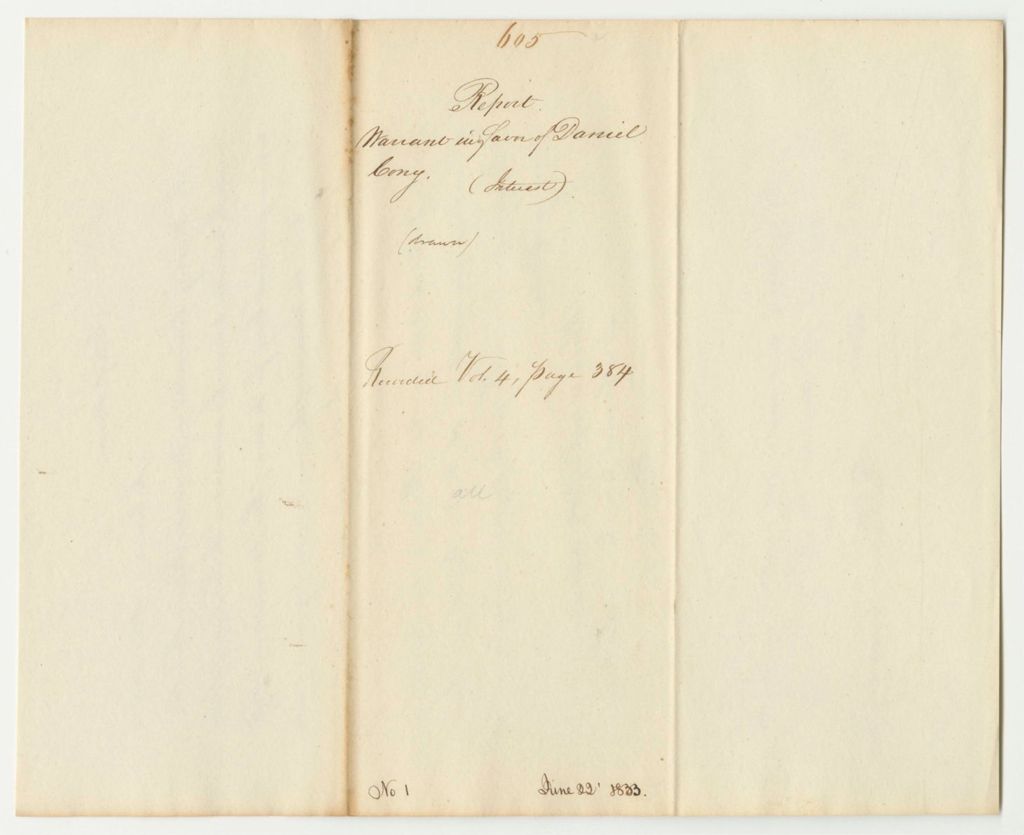 605
Report.
Warrant in favor of Daniel
Cony. (Interest).
(drawn)
Recorded Vol. 4, page 384
all
No 1 June 22' 1833.